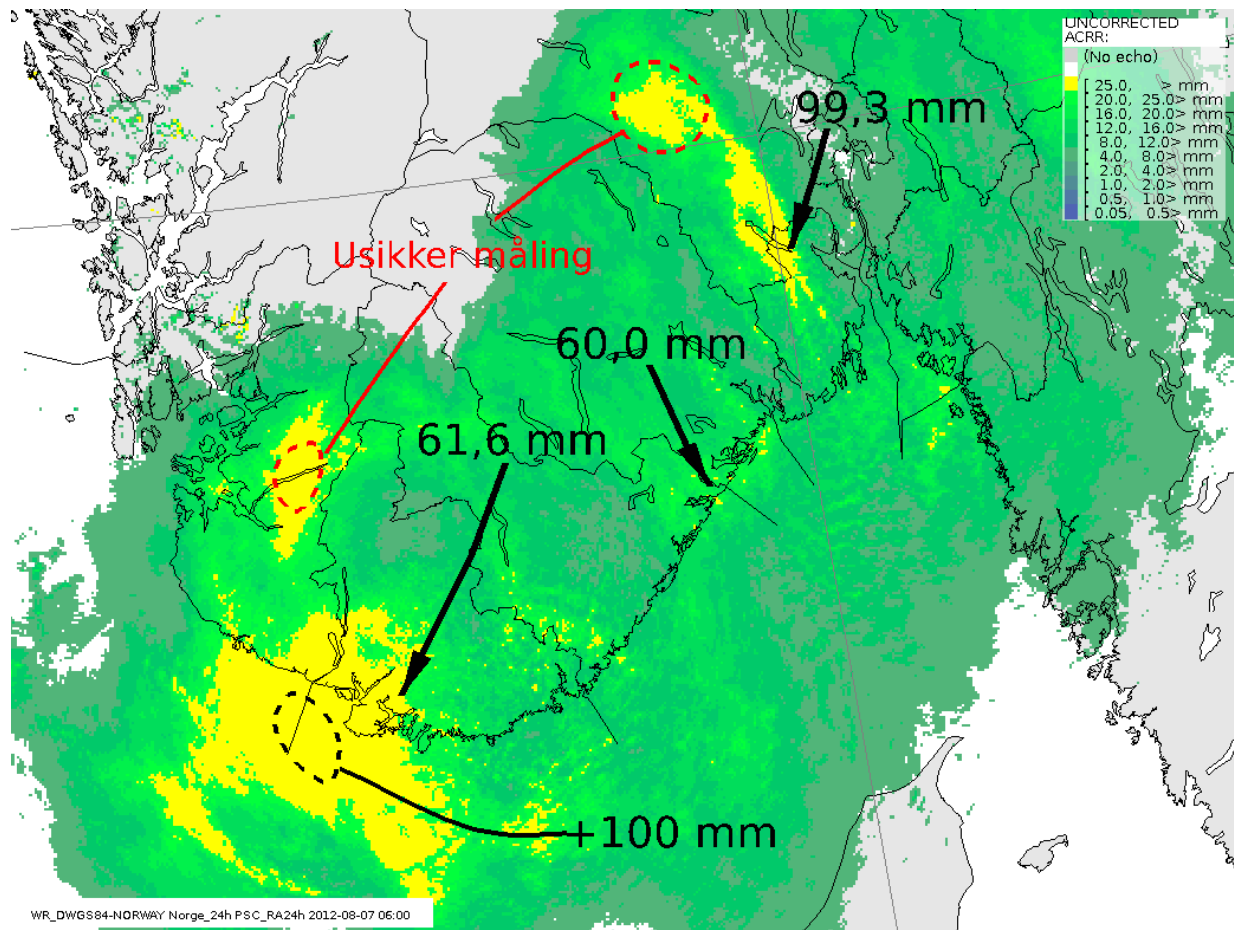 UNCORRECTED
ACRR:
(No echo)
25.0, > mm
20.0, 25.0> mm
16.0, 20.0> mm
12.0, 16.0> mm
8.0, 12.0> mm
4.0, 8.0> mm
2.0, 4.0> mm
1.0, 2.0> mm
0.5, 1.0> mm
0.05, 0.5> mm
99,3 mm
Usikker måling
60,0 mm
61,6 mm
+100 mm
WR_DWGS84-NORWAY Norge_24h PSC_RA24h 2012-08-07 06:00